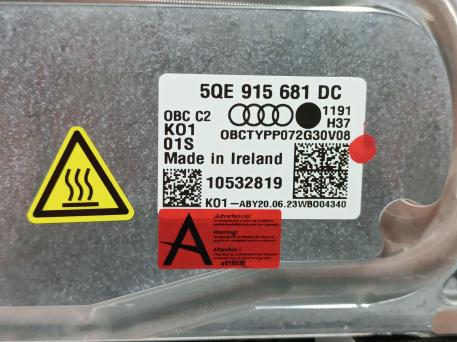 5QE 915 681 DC
OBC C2 1191
K01 H37
OBCTYPP072G30V08
01S
Made in Ireland
10532819
K01-ABY20.06.23WB004340
A
¡Advertencia!
Warning!
Attention !